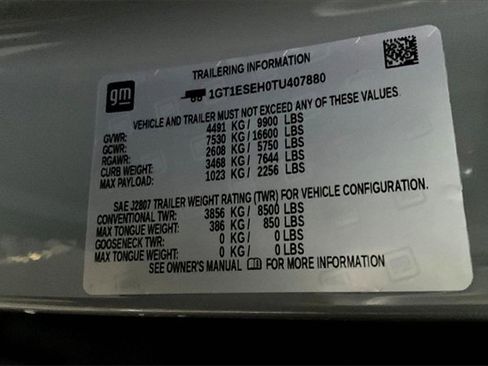 gm
TRAILERING INFORMATION
1GT1ESEH0TU407880
VEHICLE AND TRAILER MUST NOT EXCEED ANY OF THESE VALUES
GVWR: 4491 KG / 9900 LBS
GCWR: 7530 KG / 16600 LBS
RGAWR: 2608 KG / 5750 LBS
CURB WEIGHT: 3468 KG / 7644 LBS
MAX PAYLOAD: 1023 KG / 2256 LBS
SAE J2807 TRAILER WEIGHT RATING (TWR) FOR VEHICLE CONFIGURATION.
CONVENTIONAL TWR: 3856 KG / 8500 LBS
MAX TONGUE WEIGHT: 386 KG / 850 LBS
GOOSENECK TWR: 0 KG / 0 LBS
MAX TONGUE WEIGHT: 0 KG / 0 LBS
SEE OWNER'S MANUAL FOR MORE INFORMATION